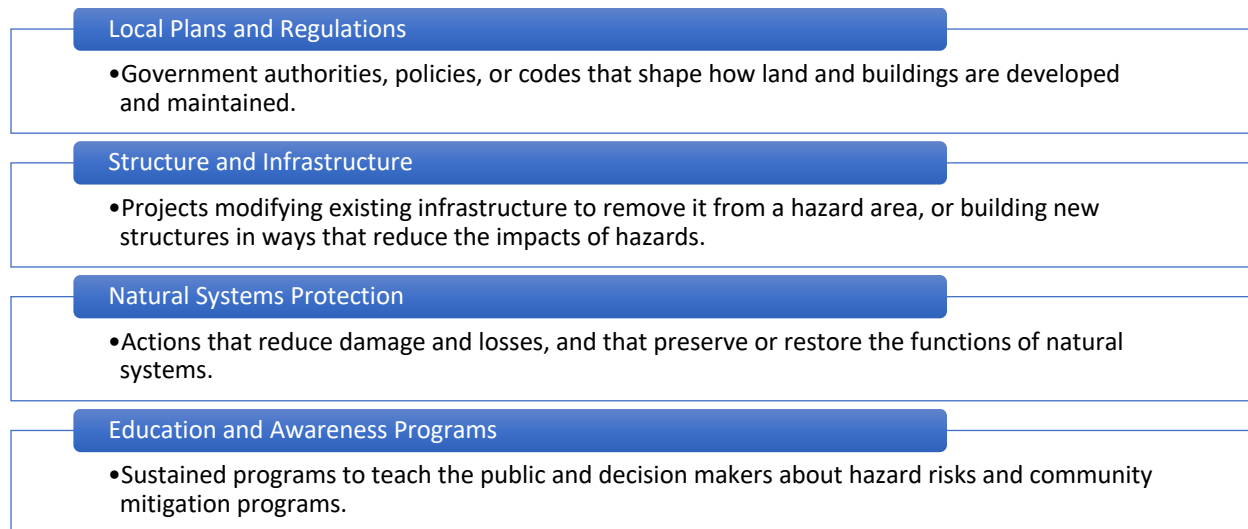 Local Plans and Regulations
•Government authorities, policies, or codes that shape how land and buildings are developed
and maintained.
Structure and Infrastructure
•Projects modifying existing infrastructure to remove it from a hazard area, or building new
structures in ways that reduce the impacts of hazards.
Natural Systems Protection
•Actions that reduce damage and losses, and that preserve or restore the functions of natural
systems.
Education and Awareness Programs
•Sustained programs to teach the public and decision makers about hazard risks and community
mitigation programs.